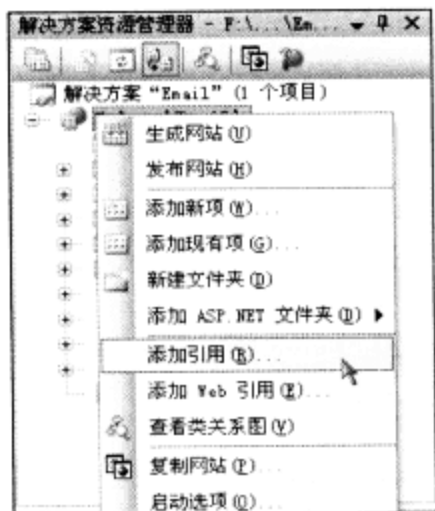 解决方案资源管理器 - F:\...\Em...
解决方案 “Email” (1 个项目)
生成网站 (U)
发布网站 (H)
添加新项 (W)...
添加现有项 (G)...
新建文件夹 (D)
添加 ASP.NET 文件夹 (D)
添加引用 (B)...
添加 Web 引用 (E)...
查看类关系图 (V)
复制网站 (P)...
启动选项 (O)...